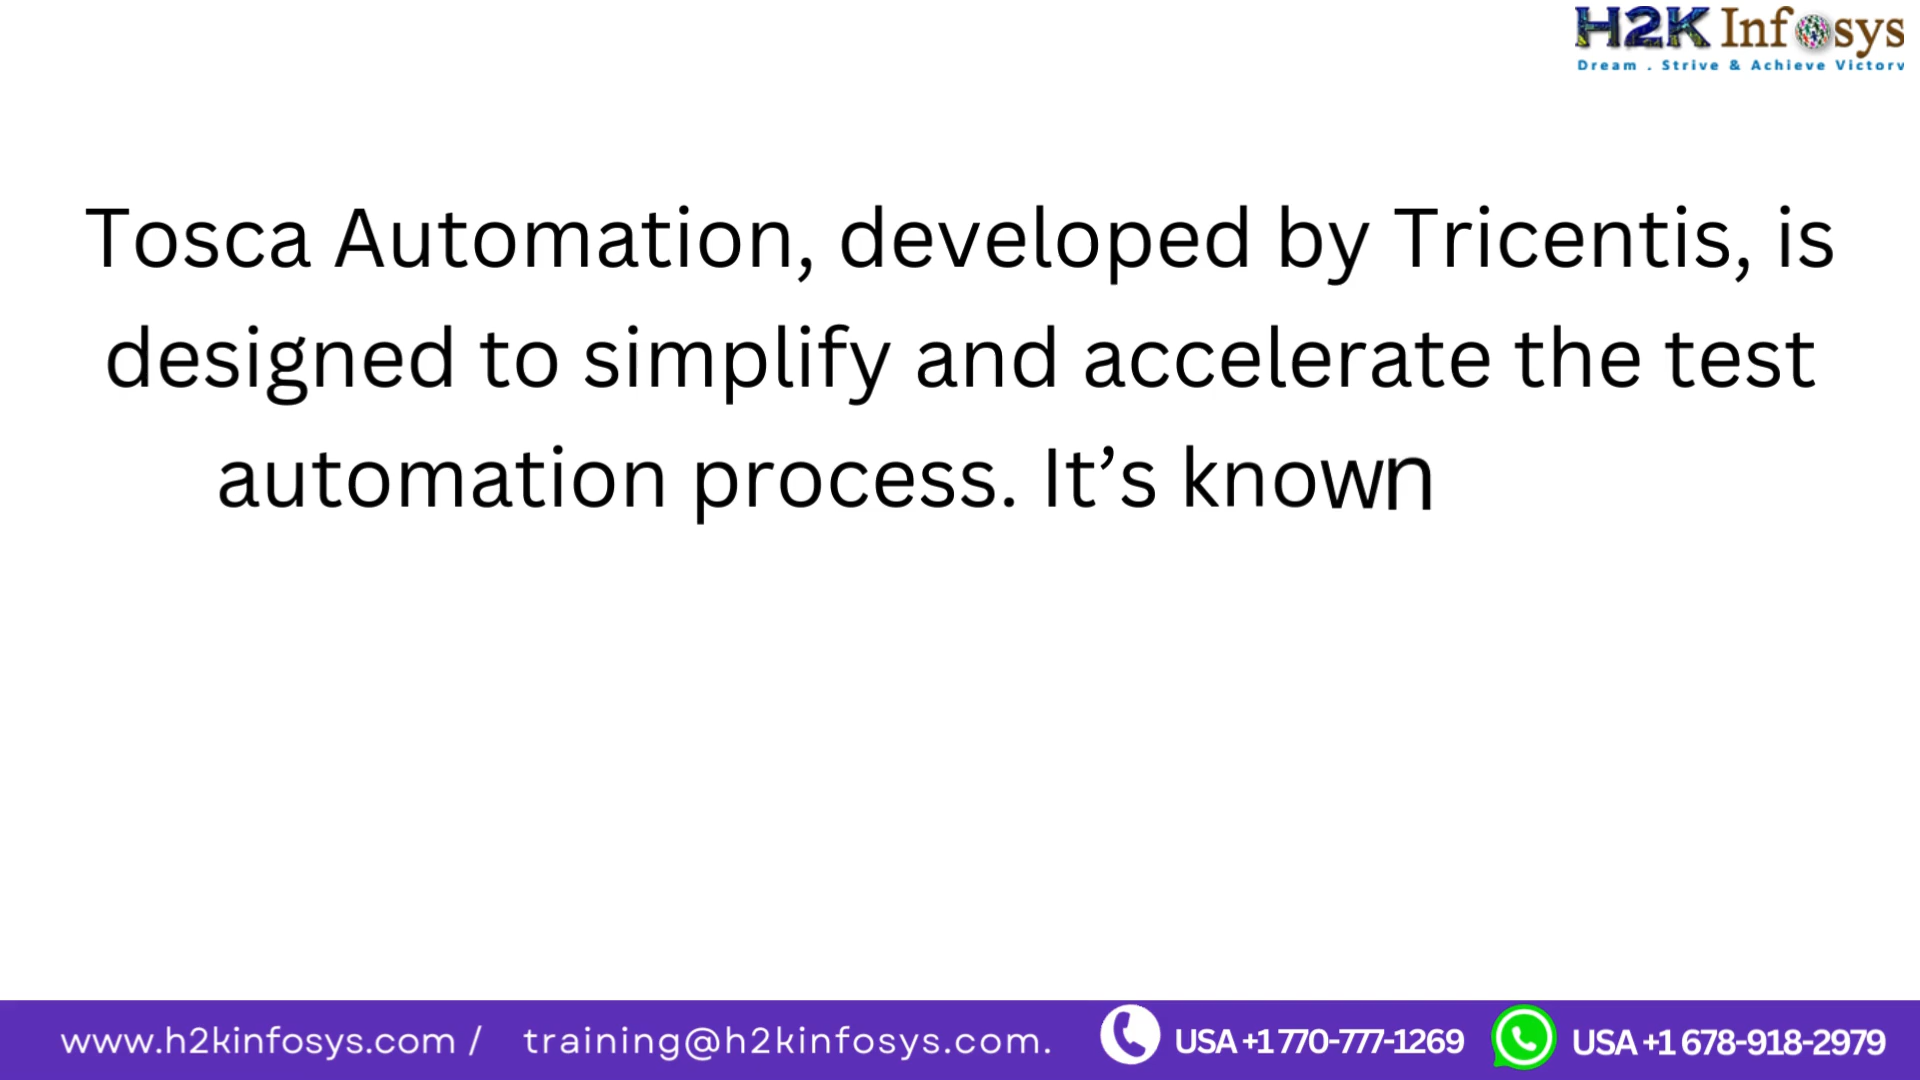 H2K Infosys
Dream . Strive & Achieve Victory
Tosca Automation, developed by Tricentis, is
designed to simplify and accelerate the test
automation process. It’s known
www.h2kinfosys.com / training@h2kinfosys.com. USA +1 770-777-1269 USA +1 678-918-2979